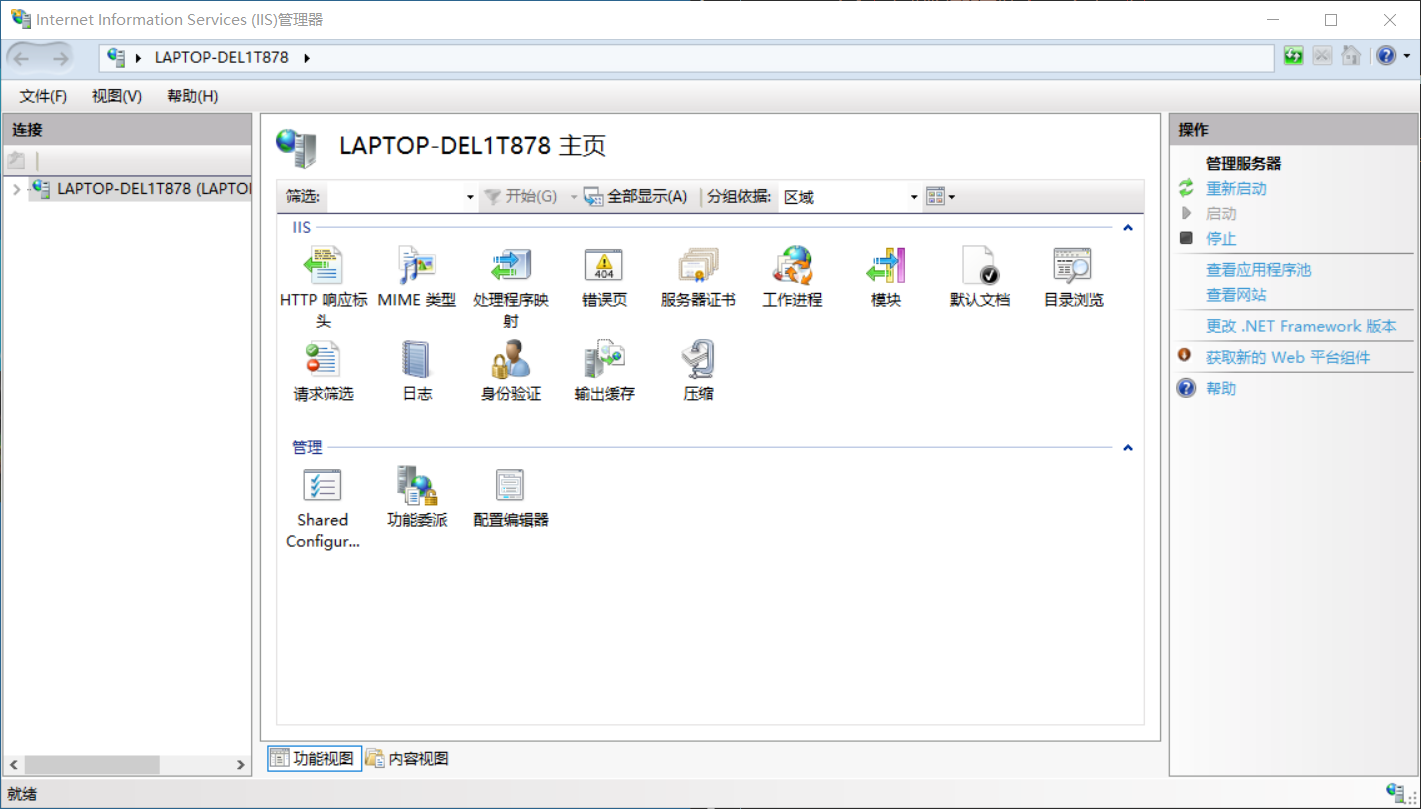 Internet Information Services (IIS)管理器
LAPTOP-DEL1T878
文件(F) 视图(V) 帮助(H)
连接
LAPTOP-DEL1T878 (LAPTO
LAPTOP-DEL1T878 主页
筛选: 开始(G) 全部显示(A) 分组依据: 区域
IIS
HTTP 响应标头
MIME 类型
处理程序映射
错误页
服务器证书
工作进程
模块
默认文档
目录浏览
请求筛选
日志
身份验证
输出缓存
压缩
管理
Shared Configur...
功能委派
配置编辑器
功能视图 内容视图
操作
管理服务器
重新启动
启动
停止
查看应用程序池
查看网站
更改 .NET Framework 版本
获取新的 Web 平台组件
帮助
就绪
404